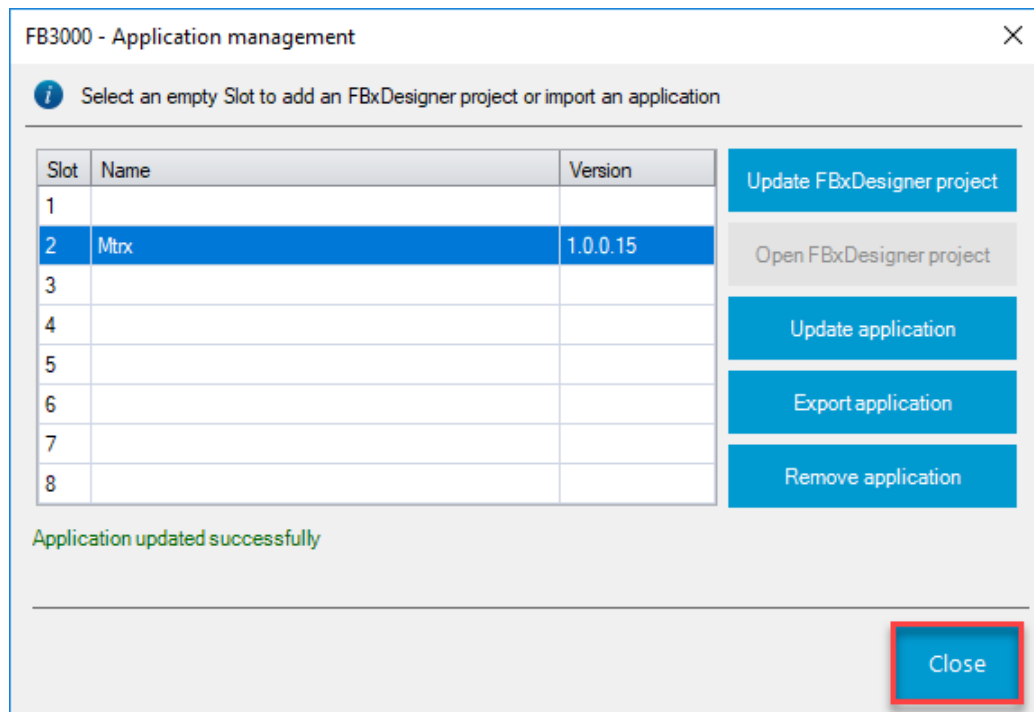 FB3000 - Application management
i Select an empty Slot to add an FBxDesigner project or import an application
Slot Name Version
1
2 Mtrx 1.0.0.15
3
4
5
6
7
8
Update FBxDesigner project
Open FBxDesigner project
Update application
Export application
Remove application
Application updated successfully
Close